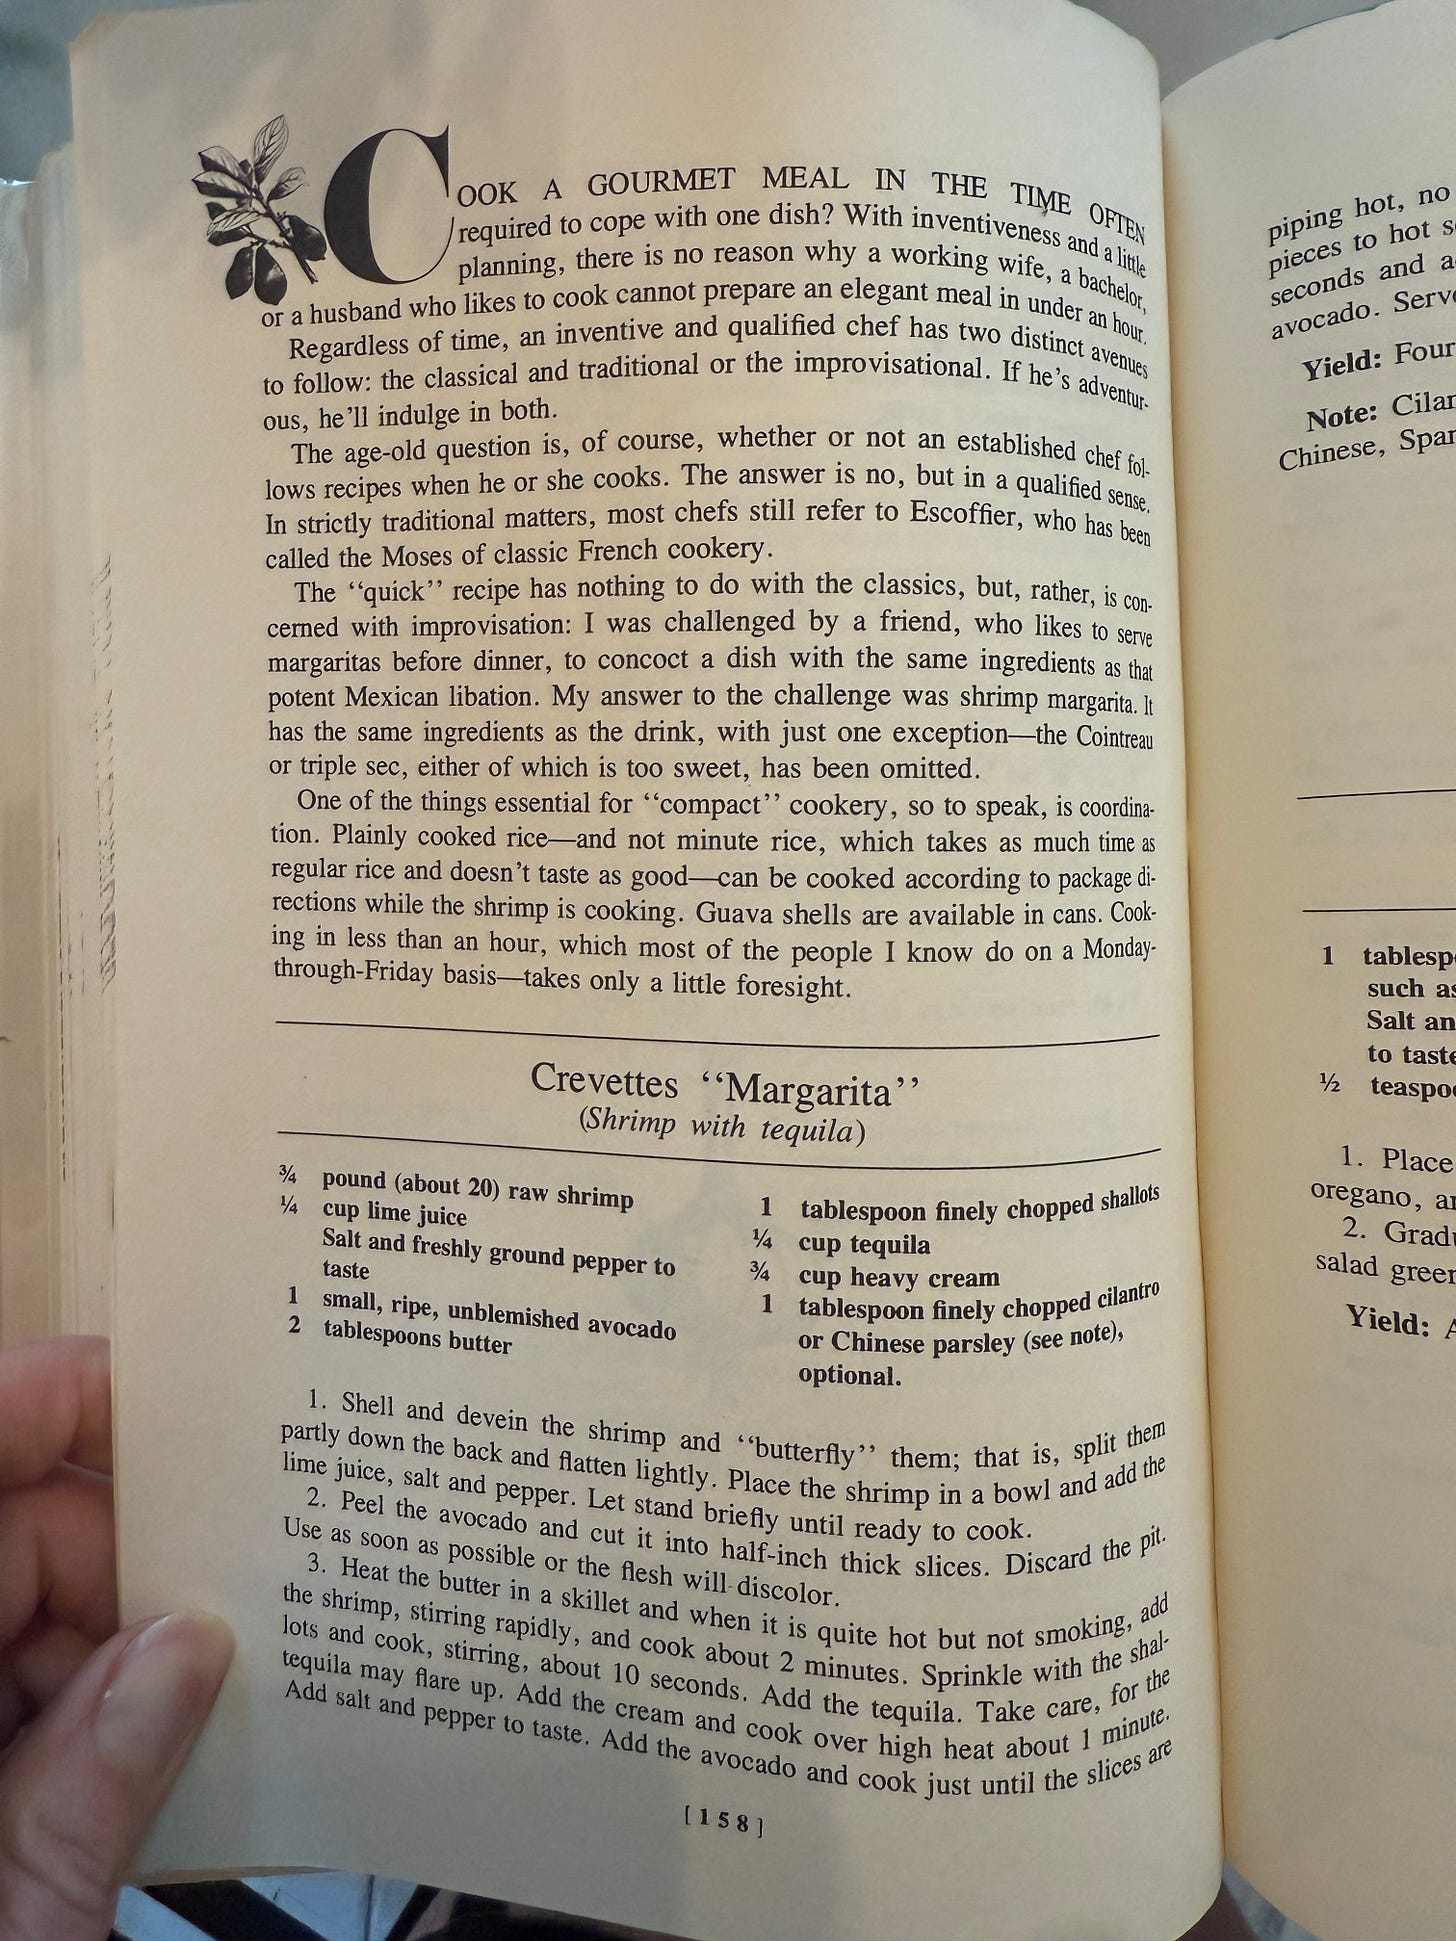 COOK A GOURMET MEAL IN THE TIME OFTEN
required to cope with one dish? With inventiveness and a little
planning, there is no reason why a working wife, a bachelor,
or a husband who likes to cook cannot prepare an elegant meal in under an hour.
Regardless of time, an inventive and qualified chef has two distinct avenues
to follow: the classical and traditional or the improvisational. If he's adventur-
ous, he'll indulge in both.
The age-old question is, of course, whether or not an established chef fol-
lows recipes when he or she cooks. The answer is no, but in a qualified sense.
In strictly traditional matters, most chefs still refer to Escoffier, who has been
called the Moses of classic French cookery.
The "quick" recipe has nothing to do with the classics, but, rather, is con-
cerned with improvisation: I was challenged by a friend, who likes to serve
margaritas before dinner, to concoct a dish with the same ingredients as that
potent Mexican libation. My answer to the challenge was shrimp margarita. It
has the same ingredients as the drink, with just one exception—the Cointreau
or triple sec, either of which is too sweet, has been omitted.
One of the things essential for "compact" cookery, so to speak, is coordina-
tion. Plainly cooked rice—and not minute rice, which takes as much time as
regular rice and doesn't taste as good—can be cooked according to package di-
rections while the shrimp is cooking. Guava shells are available in cans. Cook-
ing in less than an hour, which most of the people I know do on a Monday-
through-Friday basis—takes only a little foresight.
Crevettes "Margarita"
(Shrimp with tequila)
¾ pound (about 20) raw shrimp
¼ cup lime juice
Salt and freshly ground pepper to
taste
1 small, ripe, unblemished avocado
2 tablespoons butter
1 tablespoon finely chopped shallots
¼ cup tequila
¾ cup heavy cream
1 tablespoon finely chopped cilantro
or Chinese parsley (see note),
optional.
1. Shell and devein the shrimp and "butterfly" them; that is, split them
partly down the back and flatten lightly. Place the shrimp in a bowl and add the
lime juice, salt and pepper. Let stand briefly until ready to cook.
2. Peel the avocado and cut it into half-inch thick slices. Discard the pit.
Use as soon as possible or the flesh will discolor.
3. Heat the butter in a skillet and when it is quite hot but not smoking, add
the shrimp, stirring rapidly, and cook about 2 minutes. Sprinkle with the shal-
lots and cook, stirring, about 10 seconds. Add the tequila. Take care, for the
tequila may flare up. Add the cream and cook over high heat about 1 minute.
Add salt and pepper to taste. Add the avocado and cook just until the slices are
[158]
piping hot, no
pieces to hot
seconds and
avocado.
Yield: Four
Note:
Chinese,
1
such as
Salt
to taste
½
1. Place
oregano,
2.
salad
Yield: